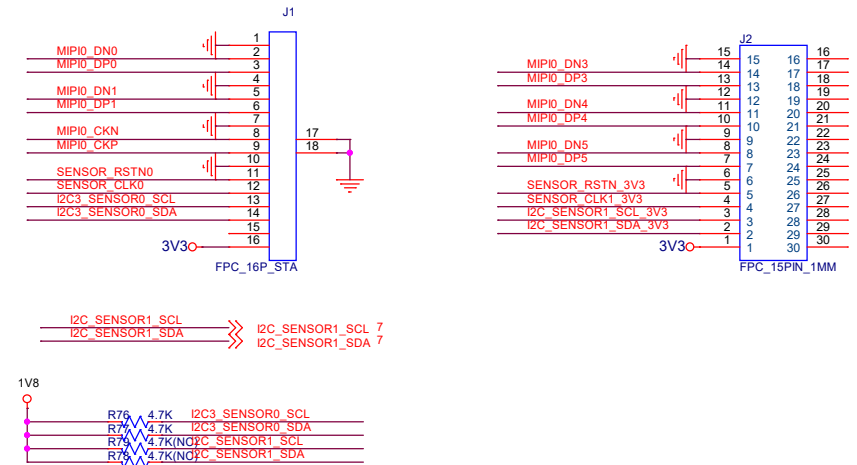 J1
1
MIPI0_DN0 2
MIPI0_DP0 3
4
MIPI0_DN1 5
MIPI0_DP1 6
7
MIPI0_CKN 8
MIPI0_CKP 9
10
SENSOR_RSTN0 11
SENSOR_CLK0 12
I2C3_SENSOR0_SCL 13
I2C3_SENSOR0_SDA 14
15
3V3 16
17
18
FPC_16P_STA
J2
15 15 16 16
MIPI0_DN3 14 14 17 17
MIPI0_DP3 13 13 18 18
12 12 19 19
MIPI0_DN4 11 11 20 20
MIPI0_DP4 10 10 21 21
9 9 22 22
MIPI_DN5 8 8 23 23
MIPI0_DP5 7 7 24 24
6 6 25 25
SENSOR_RSTN_3V3 5 5 26 26
SENSOR_CLK1_3V3 4 4 27 27
I2C_SENSOR1_SCL_3V3 3 3 28 28
I2C_SENSOR1_SDA_3V3 2 2 29 29
3V3 1 1 30 30
FPC_15PIN_1MM
I2C_SENSOR1_SCL I2C_SENSOR1_SCL 7
I2C_SENSOR1_SDA I2C_SENSOR1_SDA 7
1V8
R76 4.7K I2C3_SENSOR0_SCL
R77 4.7K I2C3_SENSOR0_SDA
R79 4.7K(NC) I2C_SENSOR1_SCL
R78 4.7K(NC) I2C_SENSOR1_SDA